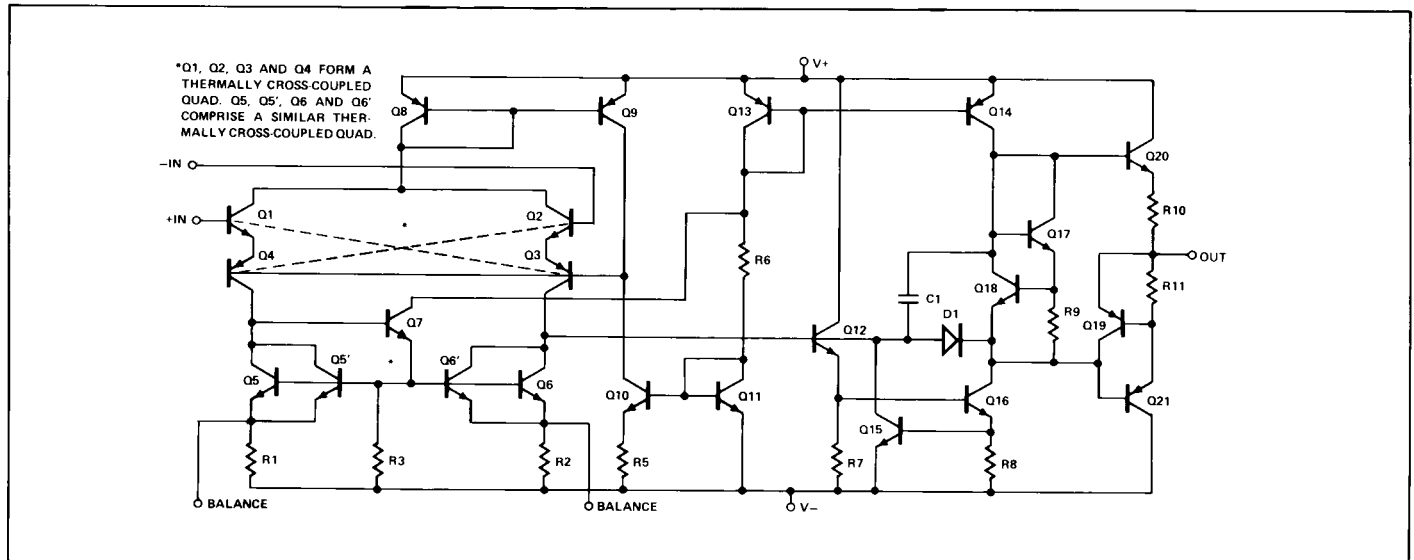 *Q1, Q2, Q3 AND Q4 FORM A
THERMALLY CROSS-COUPLED
QUAD. Q5, Q5', Q6 AND Q6'
COMPRISE A SIMILAR THER-
MALLY CROSS-COUPLED QUAD.
V+
Q8
Q9
Q13
Q14
Q20
−IN
+IN
Q1
*
Q2
Q4
Q3
R10
Q17
OUT
R6
Q18
R11
C1
D1
R9
Q19
Q7
Q12
Q5
Q5'
*
Q6'
Q6
Q10
Q11
Q16
Q21
Q15
R1
R3
R2
R5
R7
R8
BALANCE
BALANCE
V−